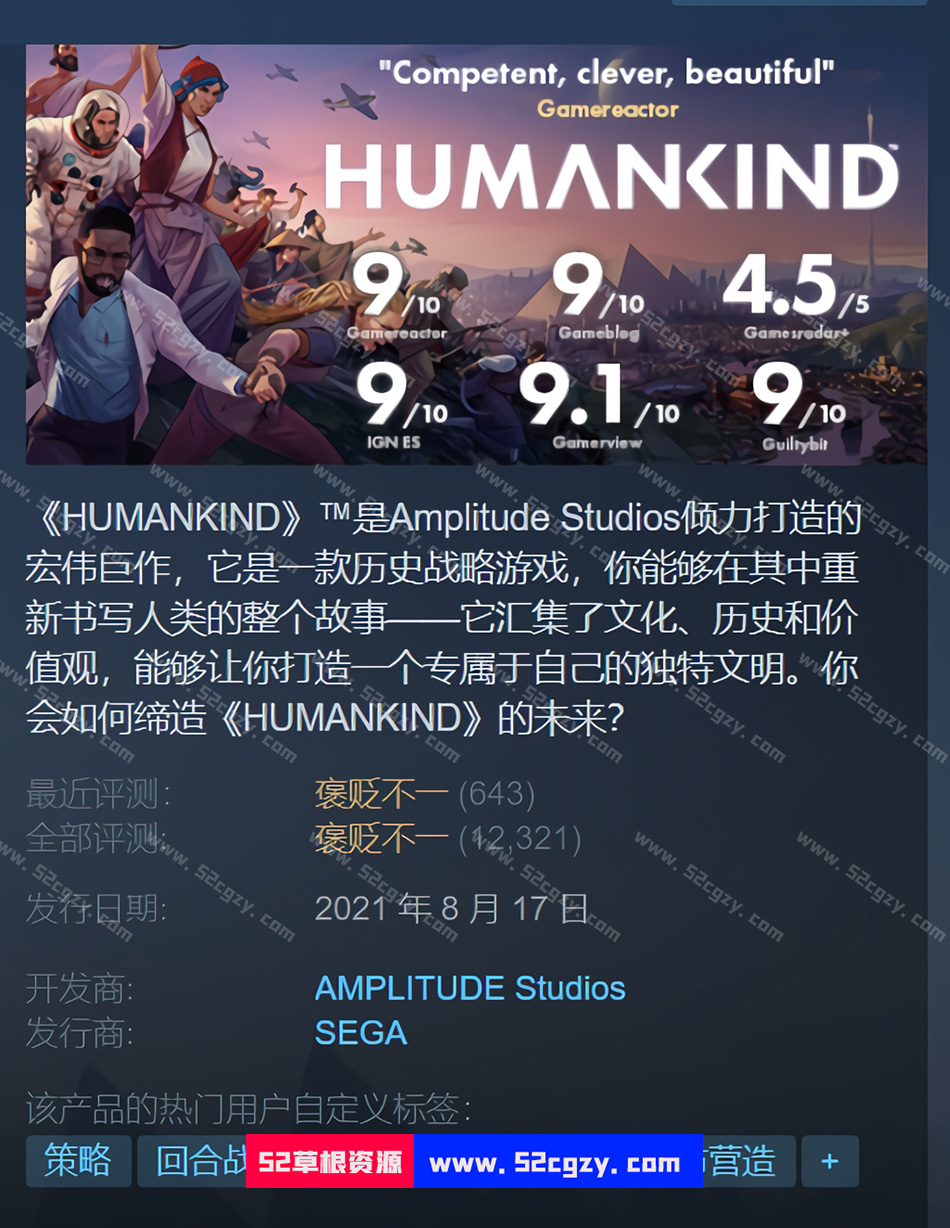 "Competent, clever, beautiful"
Gamereactor
HUMANKIND™
9/10 9/10 4.5/5
Gamereactor Gameblog Gamesradar+
9/10 9.1/10 9/10
IGN ES Gamerview Guiltybit
《HUMANKIND》™是Amplitude Studios倾力打造的
宏伟巨作，它是一款历史战略游戏，你能够在其中重
新书写人类的整个故事——它汇集了文化、历史和价
值观，能够让你打造一个专属于自己的独特文明。你
会如何缔造《HUMANKIND》的未来？
最近评测： 褒贬不一 (643)
全部评测: 褒贬不一 (12,321)
发行日期: 2021 年 8 月 17 日
开发商: AMPLITUDE Studios
发行商: SEGA
该产品的热门用户自定义标签：
策略 回合战 52草根资源 www.52cgzy.com 营造 +
www.52cgzy.com